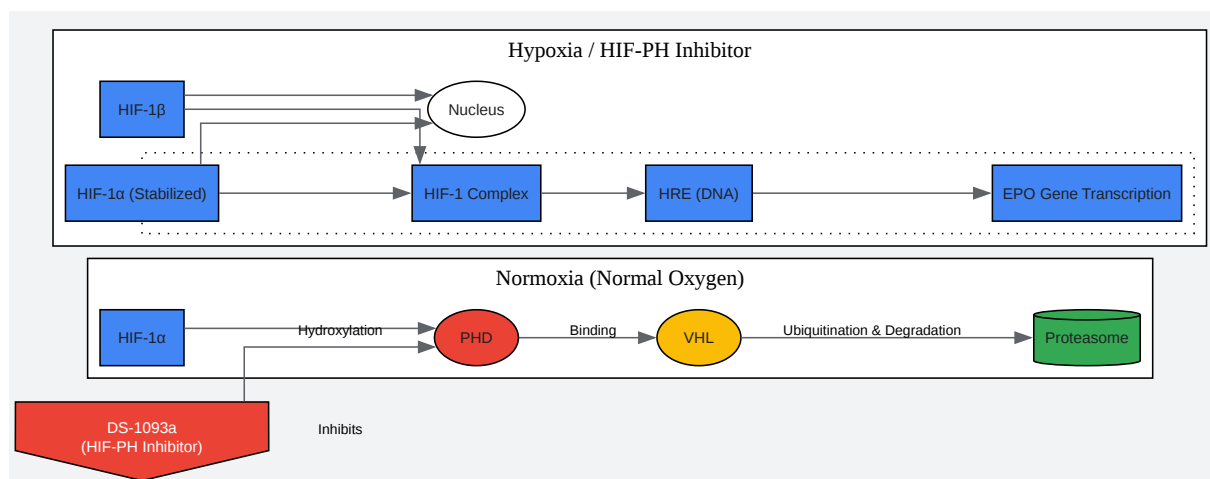 Hypoxia / HIF-PH Inhibitor
HIF-1β
Nucleus
HIF-1α (Stabilized)
HIF-1 Complex
HRE (DNA)
EPO Gene Transcription
Normoxia (Normal Oxygen)
HIF-1α
Hydroxylation
PHD
Binding
VHL
Ubiquitination & Degradation
Proteasome
DS-1093a
(HIF-PH Inhibitor)
Inhibits